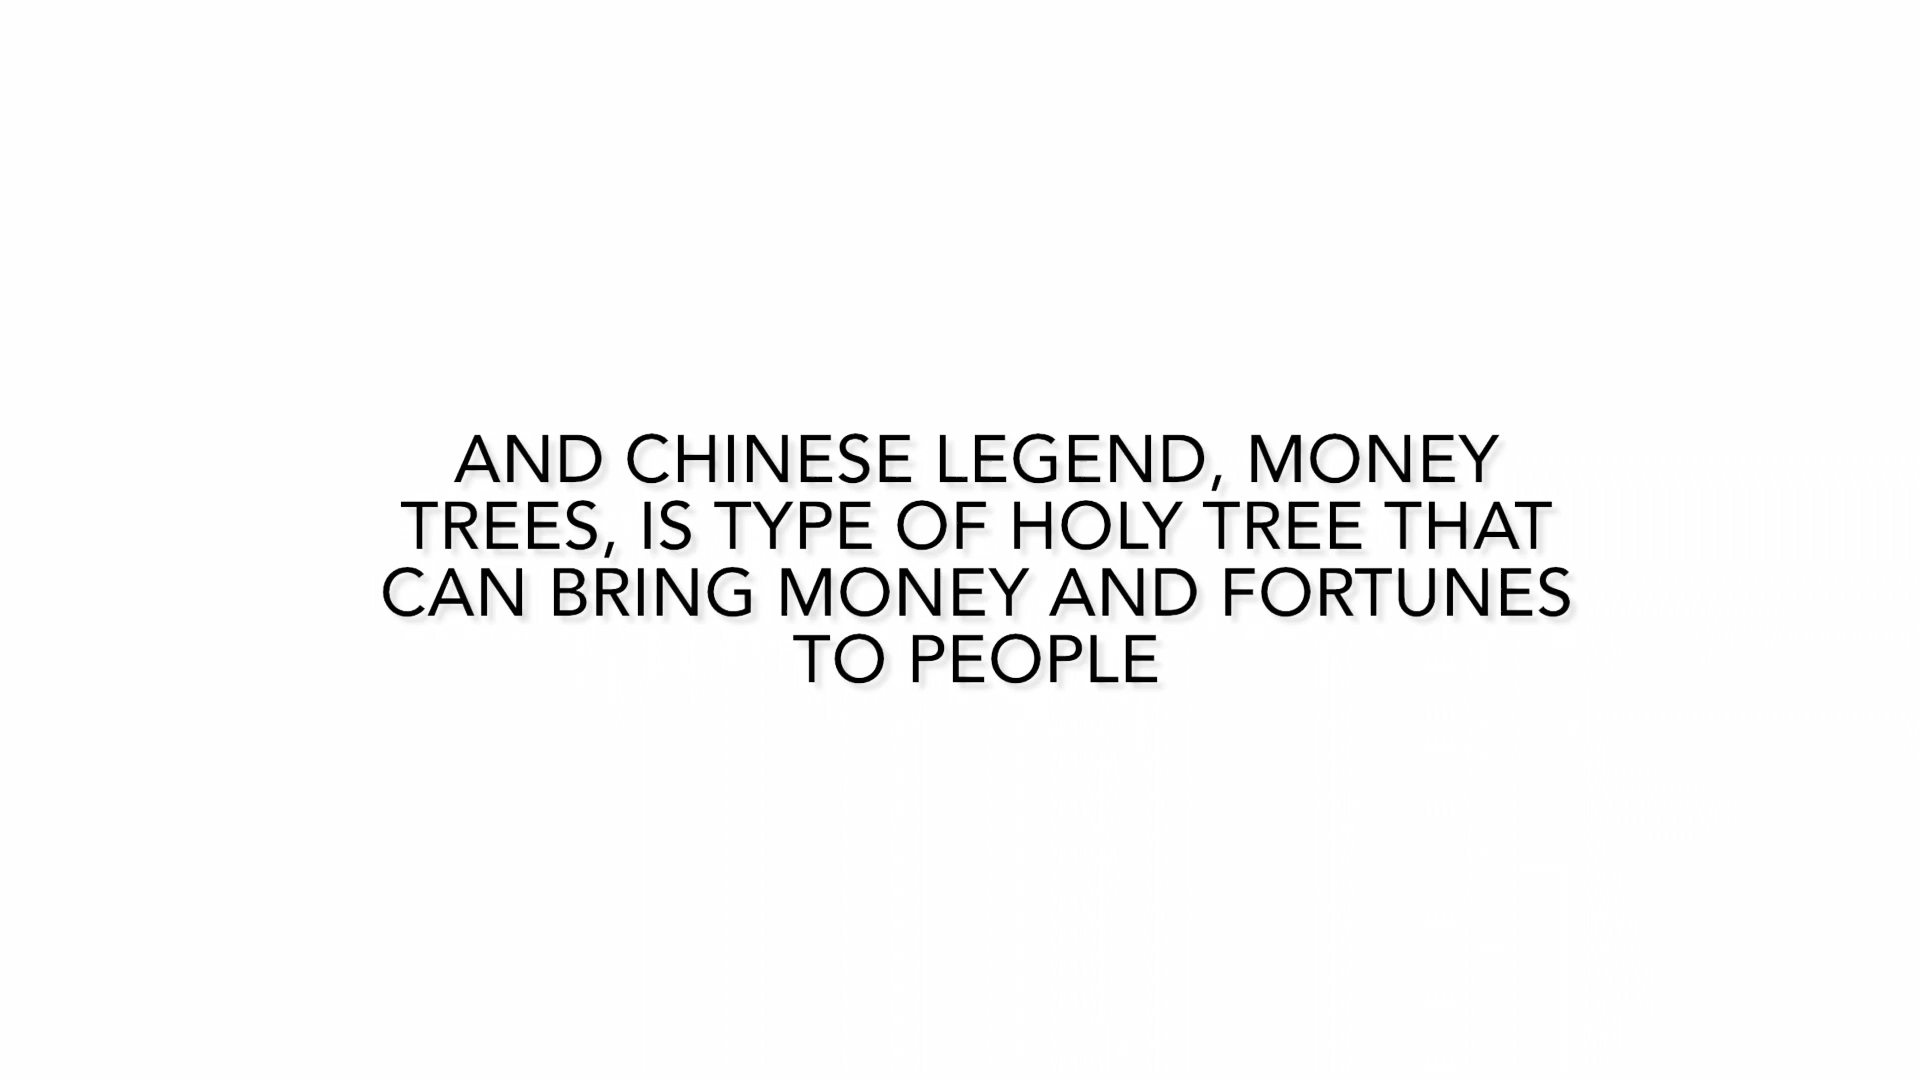 AND CHINESE LEGEND, MONEY
TREES, IS TYPE OF HOLY TREE THAT
CAN BRING MONEY AND FORTUNES
TO PEOPLE